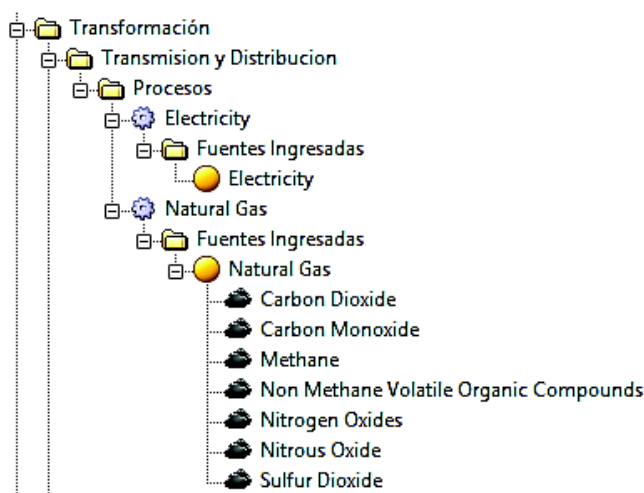 Transformación
Transmision y Distribucion
Procesos
Electricity
Fuentes Ingresadas
Electricity
Natural Gas
Fuentes Ingresadas
Natural Gas
Carbon Dioxide
Carbon Monoxide
Methane
Non Methane Volatile Organic Compounds
Nitrogen Oxides
Nitrous Oxide
Sulfur Dioxide